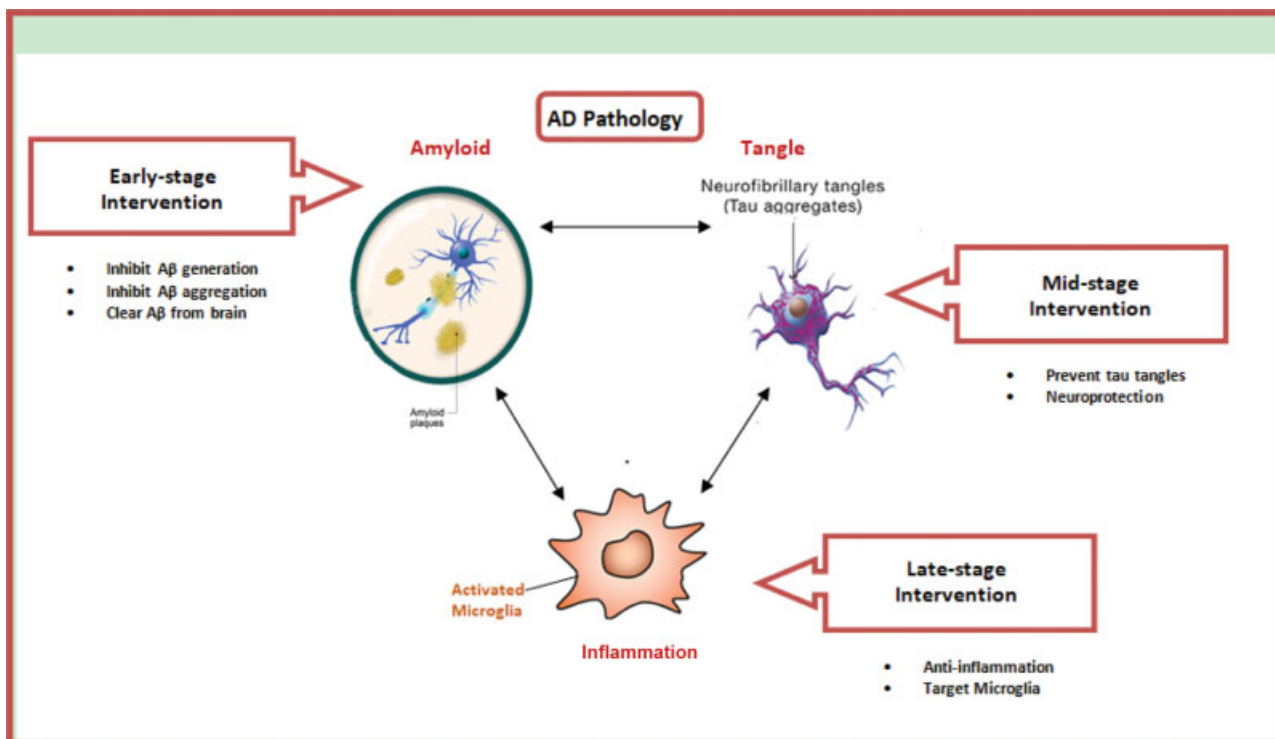 AD Pathology
Amyloid
Tangle
Early-stage
Intervention
Neurofibrillary tangles
(Tau aggregates)
• Inhibit Aβ generation
• Inhibit Aβ aggregation
• Clear Aβ from brain
Mid-stage
Intervention
Amyloid
plaques
• Prevent tau tangles
• Neuroprotection
Activated
Microglia
Inflammation
Late-stage
Intervention
• Anti-inflammation
• Target Microglia